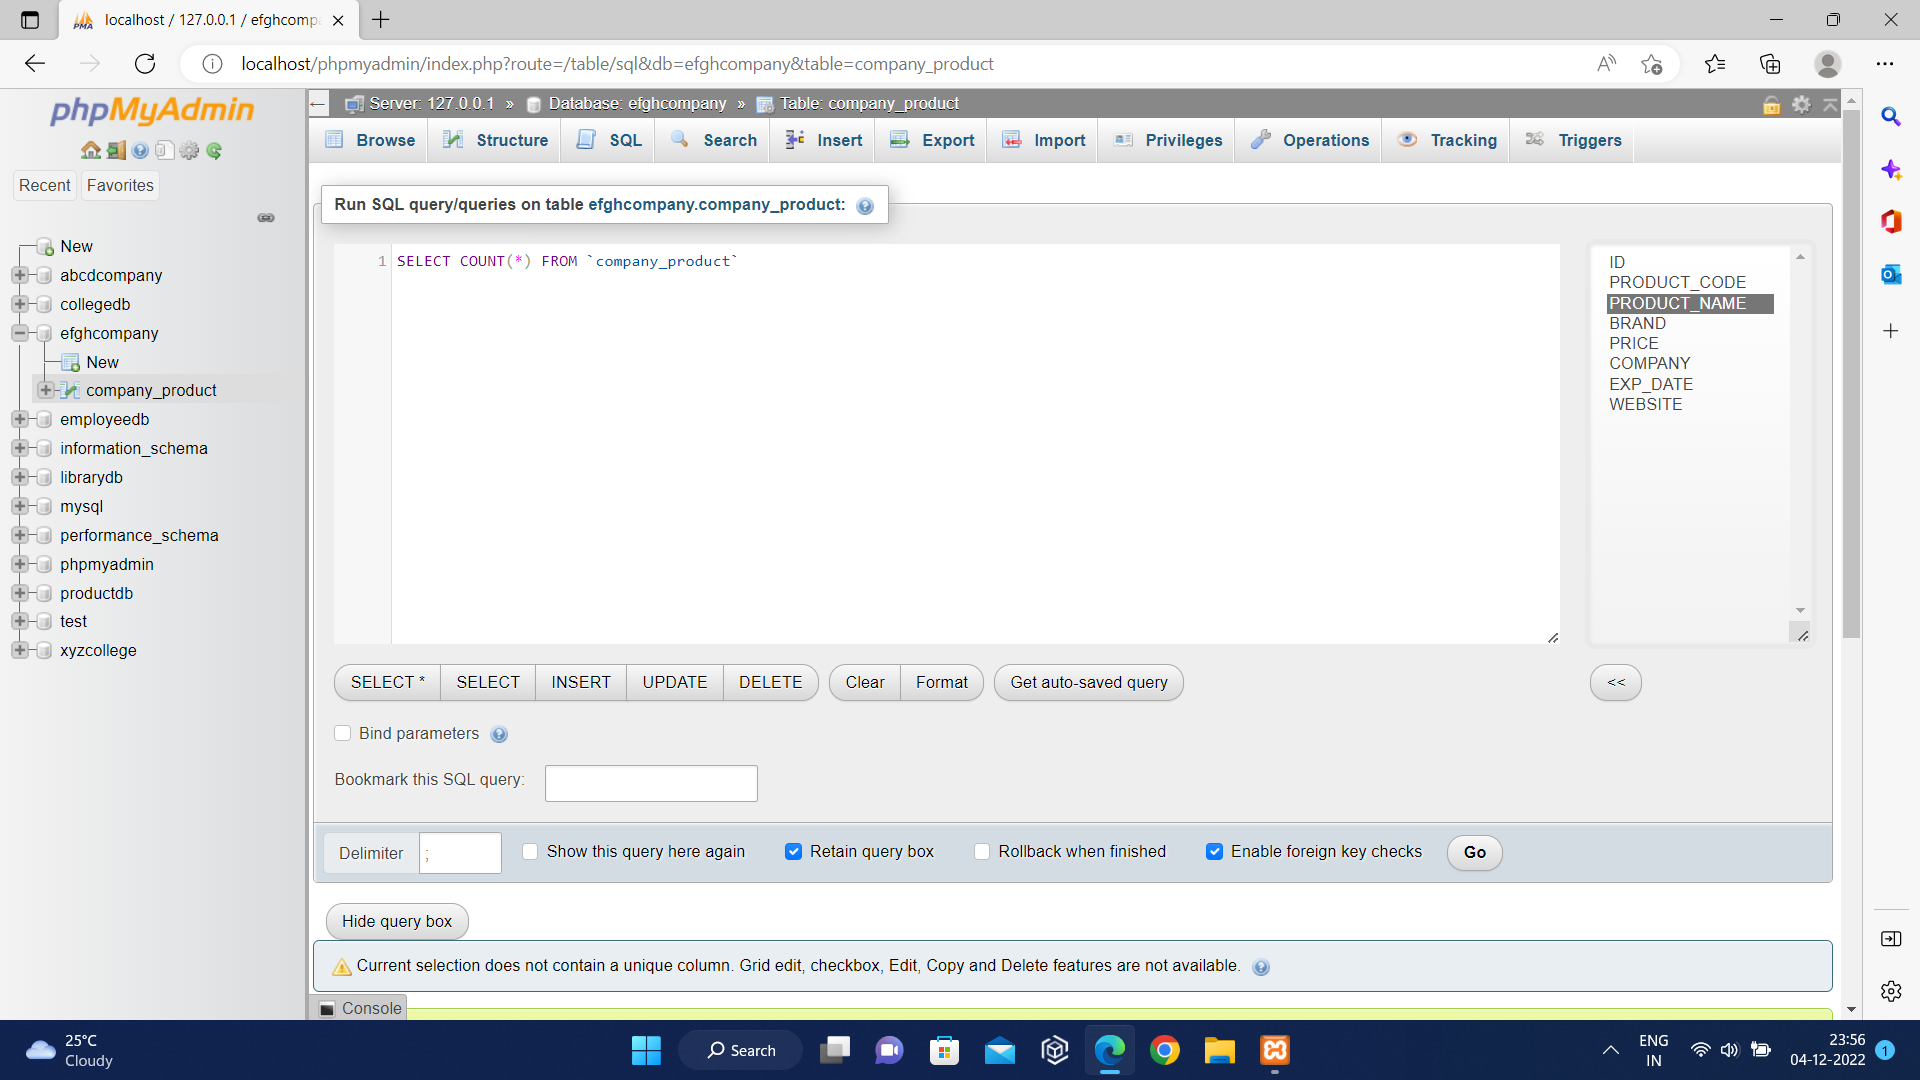 localhost / 127.0.0.1 / efghcomp
localhost/phpmyadmin/index.php?route=/table/sql&db=efghcompany&table=company_product
phpMyAdmin
Recent Favorites
New
abcdcompany
collegedb
efghcompany
New
company_product
employeedb
information_schema
librarydb
mysql
performance_schema
phpmyadmin
productdb
test
xyzcollege
Server: 127.0.0.1 » Database: efghcompany » Table: company_product
Browse Structure SQL Search Insert Export Import Privileges Operations Tracking Triggers
Run SQL query/queries on table efghcompany.company_product:
1 SELECT COUNT(*) FROM `company_product`
ID
PRODUCT_CODE
PRODUCT_NAME
BRAND
PRICE
COMPANY
EXP_DATE
WEBSITE
SELECT * SELECT INSERT UPDATE DELETE Clear Format Get auto-saved query <<
Bind parameters
Bookmark this SQL query:
Delimiter ; Show this query here again Retain query box Rollback when finished Enable foreign key checks Go
Hide query box
Current selection does not contain a unique column. Grid edit, checkbox, Edit, Copy and Delete features are not available.
Console
25°C
Cloudy
Search
ENG
IN
23:56
04-12-2022
1